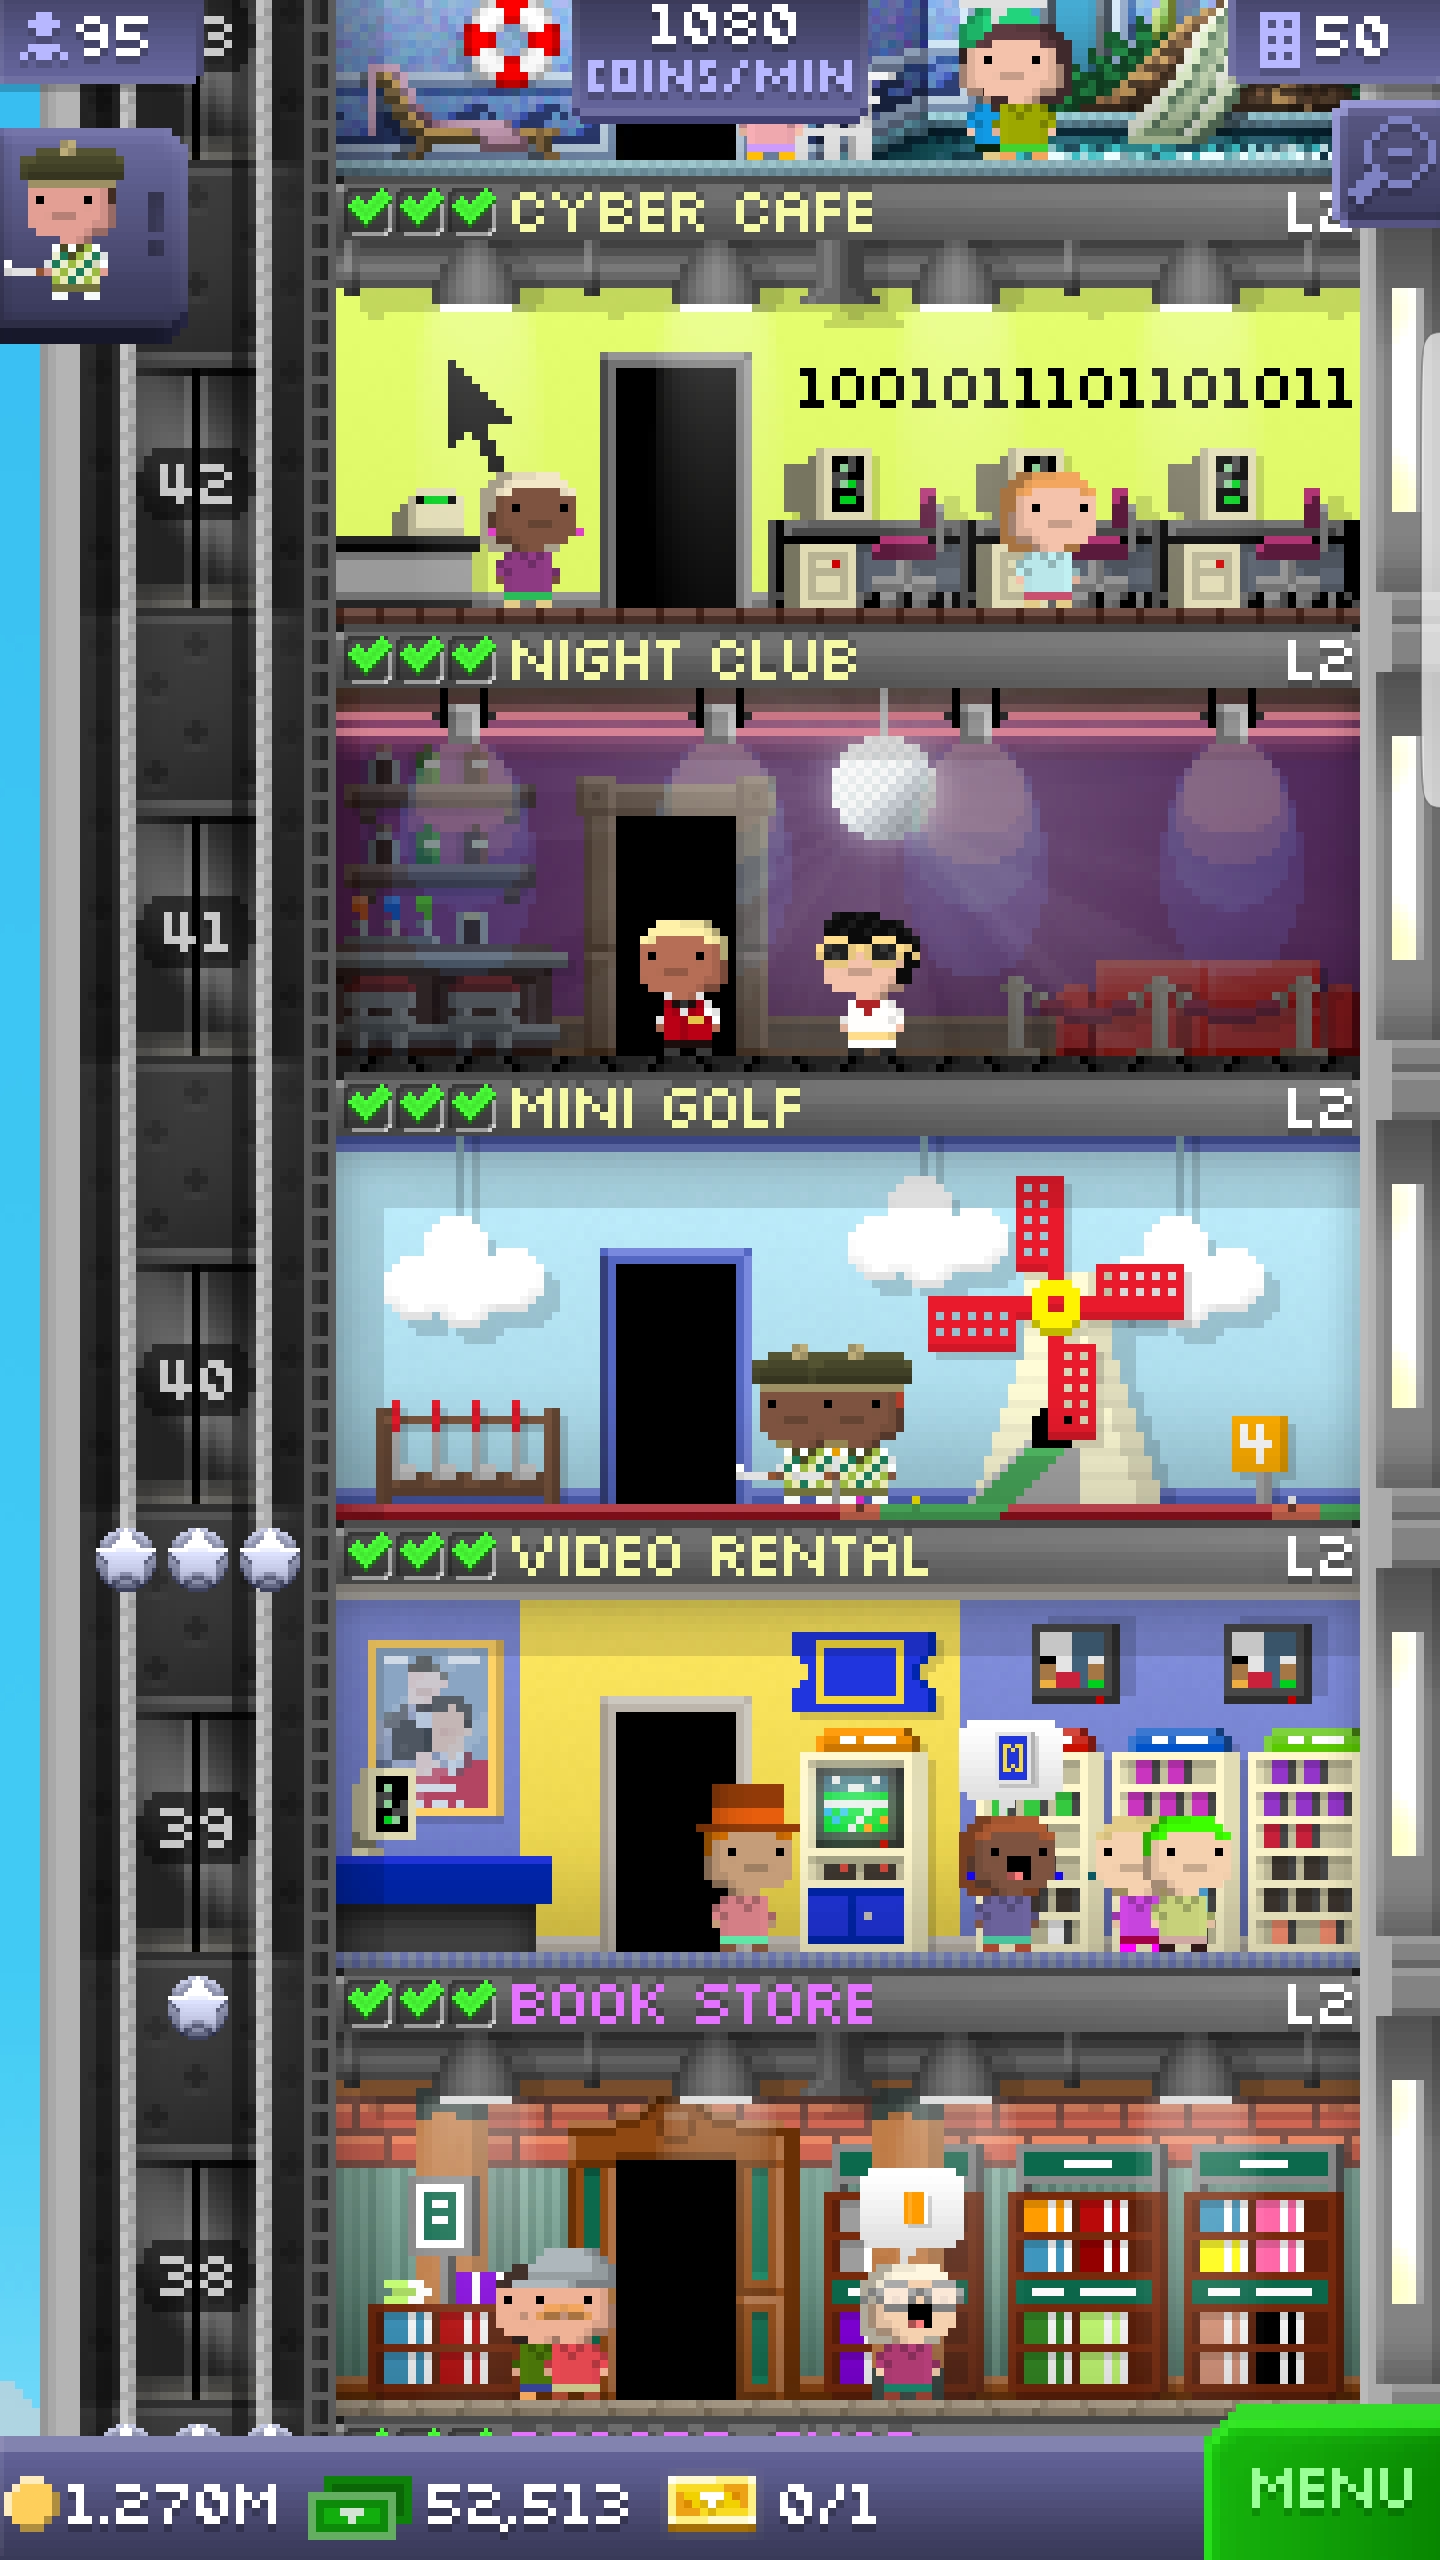 95
3
1080
COINS/MIN
50
!
CYBER CAFE L2
1001011101101011
42
NIGHT CLUB L2
41
MINI GOLF L2
40
4
VIDEO RENTAL L2
39
BOOK STORE L2
38
1.270M 52,513 0/1
MENU